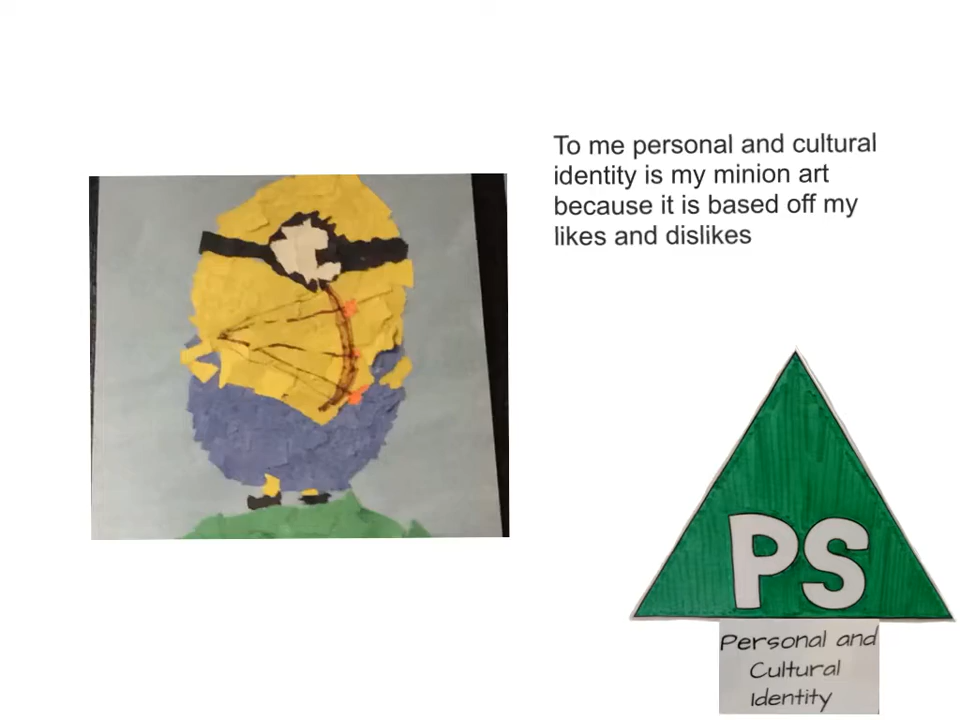 To me personal and cultural
identity is my minion art
because it is based off my
likes and dislikes
PS
Personal and
Cultural
Identity